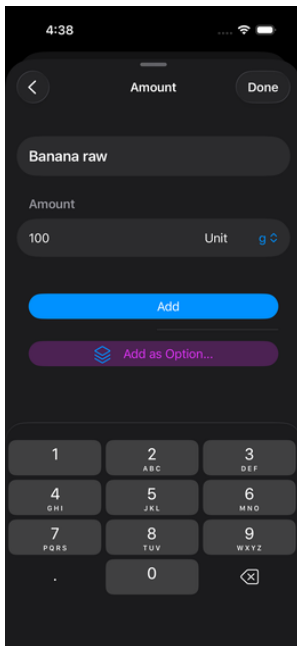 4:38
Amount
Done
Banana raw
Amount
100 Unit g
Add
Add as Option...
1 2 3
ABC DEF
4 5 6
GHI JKL MNO
7 8 9
PQRS TUV WXYZ
. 0